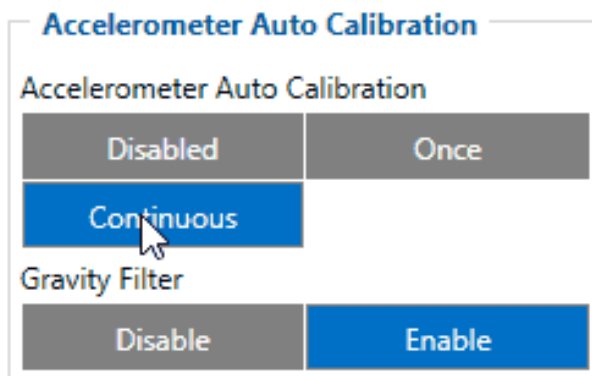 Accelerometer Auto Calibration
Accelerometer Auto Calibration
Disabled Once
Continuous
Gravity Filter
Disable Enable